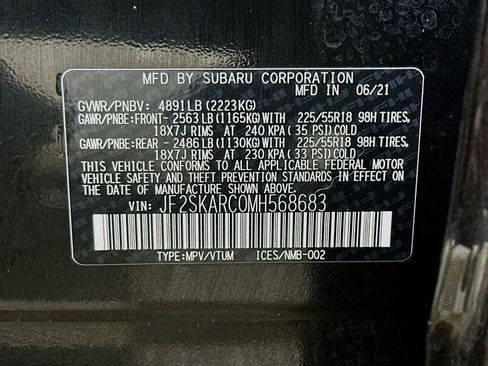 MFD BY SUBARU CORPORATION
MFD IN 06/21
GVWR/PNBV: 4891LB(2223KG)
GAWR/PNBE:FRONT- 2563LB(1165KG)WITH 225/55R18 98H TIRES,
18X7J RIMS AT 240 KPA( 35 PSI)COLD
GAWR/PNBE:REAR - 2486LB(1130KG)WITH 225/55R18 98H TIRES,
18X7J RIMS AT 230 KPA( 33 PSI)COLD
THIS VEHICLE CONFORMS TO ALL APPLICABLE FEDERAL MOTOR
VEHICLE SAFETY AND THEFT PREVENTION STANDARDS IN EFFECT ON
THE DATE OF MANUFACTURE SHOWN ABOVE.
VIN: JF2SKARC0MH568683
TYPE:MPV/VTUM ICES/NMB-002